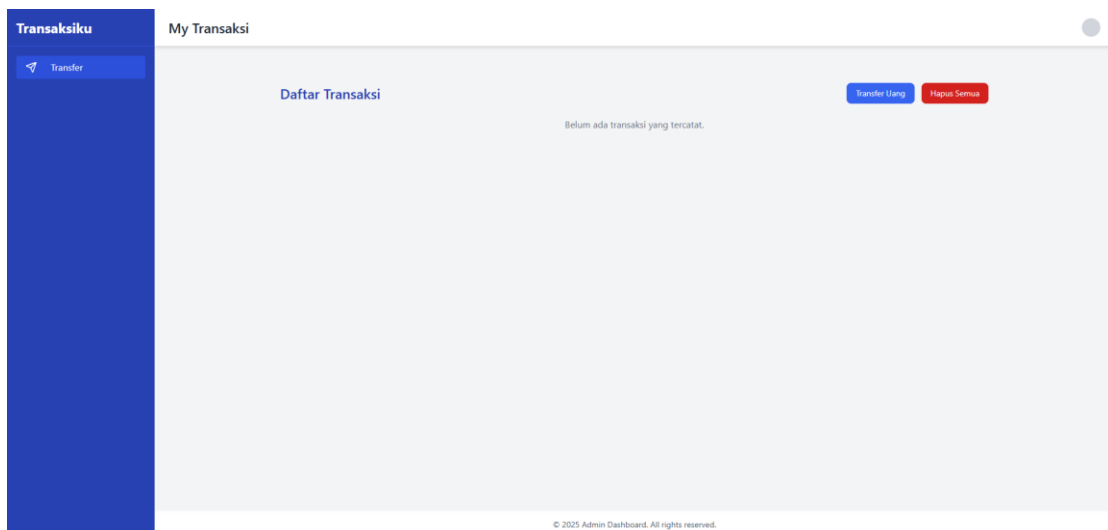 Transaksiku
My Transaksi
Transfer
Daftar Transaksi
Transfer Uang
Hapus Semua
Belum ada transaksi yang tercatat.
© 2025 Admin Dashboard. All rights reserved.